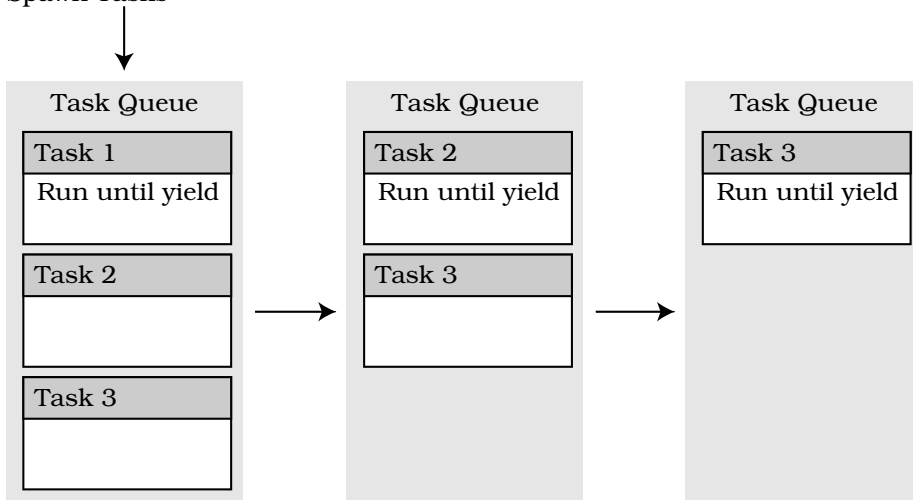 Spawn Tasks
Task Queue
Task 1
Run until yield
Task 2
Task 3
Task Queue
Task 2
Run until yield
Task 3
Task Queue
Task 3
Run until yield